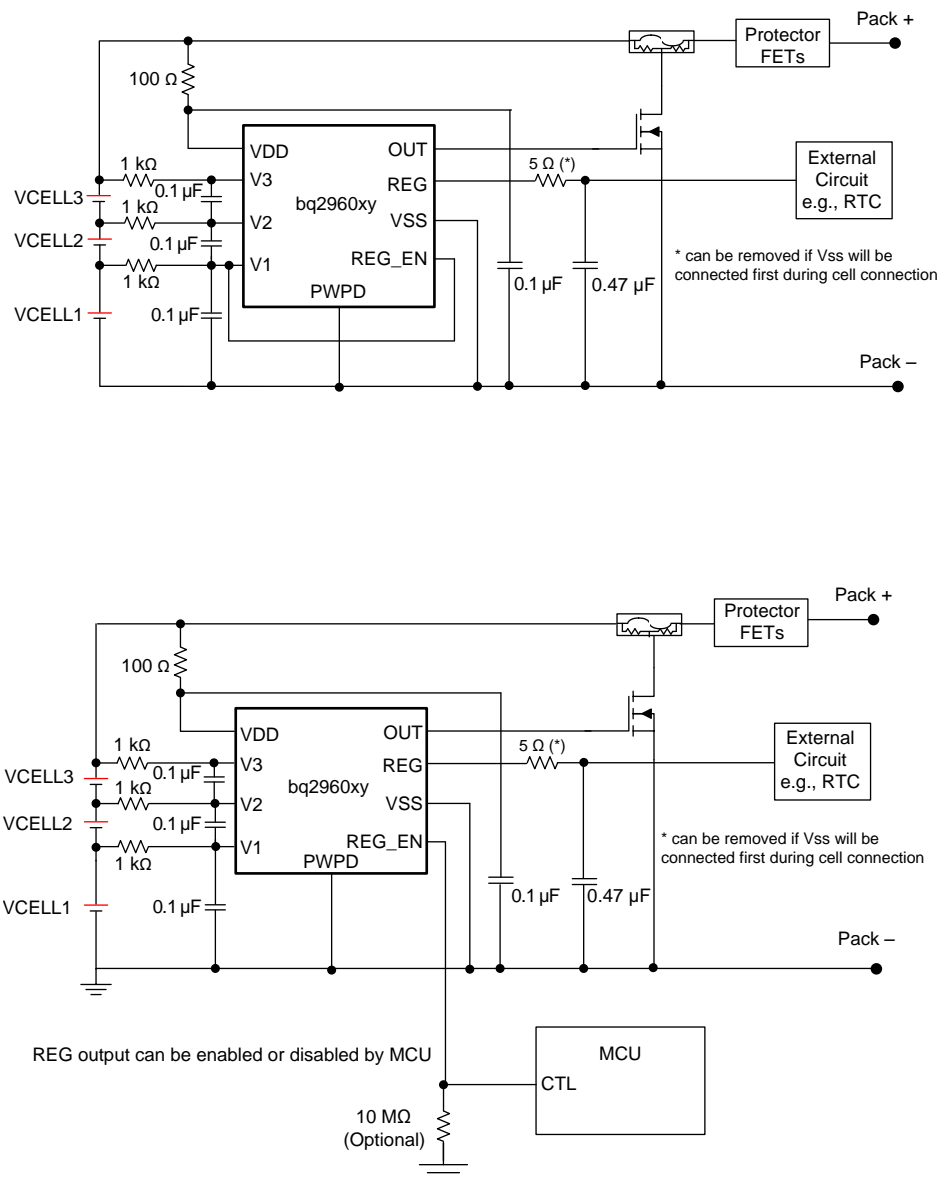 Pack +
Protector
FETs
100 Ω
VDD
OUT
1 kΩ
V3
0.1 µF
REG
5 Ω (*)
External
Circuit
e.g., RTC
VCELL3
1 kΩ
V2
bq2960xy
VSS
VCELL2
0.1 µF
V1
REG_EN
1 kΩ
* can be removed if Vss will be
connected first during cell connection
0.1 µF
0.47 µF
PWPD
VCELL1
0.1 µF
Pack –
Pack +
Protector
FETs
100 Ω
VDD
OUT
1 kΩ
V3
0.1 µF
REG
5 Ω (*)
External
Circuit
e.g., RTC
VCELL3
1 kΩ
V2
bq2960xy
VSS
VCELL2
0.1 µF
V1
REG_EN
1 kΩ
PWPD
* can be removed if Vss will be
connected first during cell connection
0.1 µF
0.47 µF
VCELL1
0.1 µF
Pack –
REG output can be enabled or disabled by MCU
MCU
CTL
10 MΩ
(Optional)